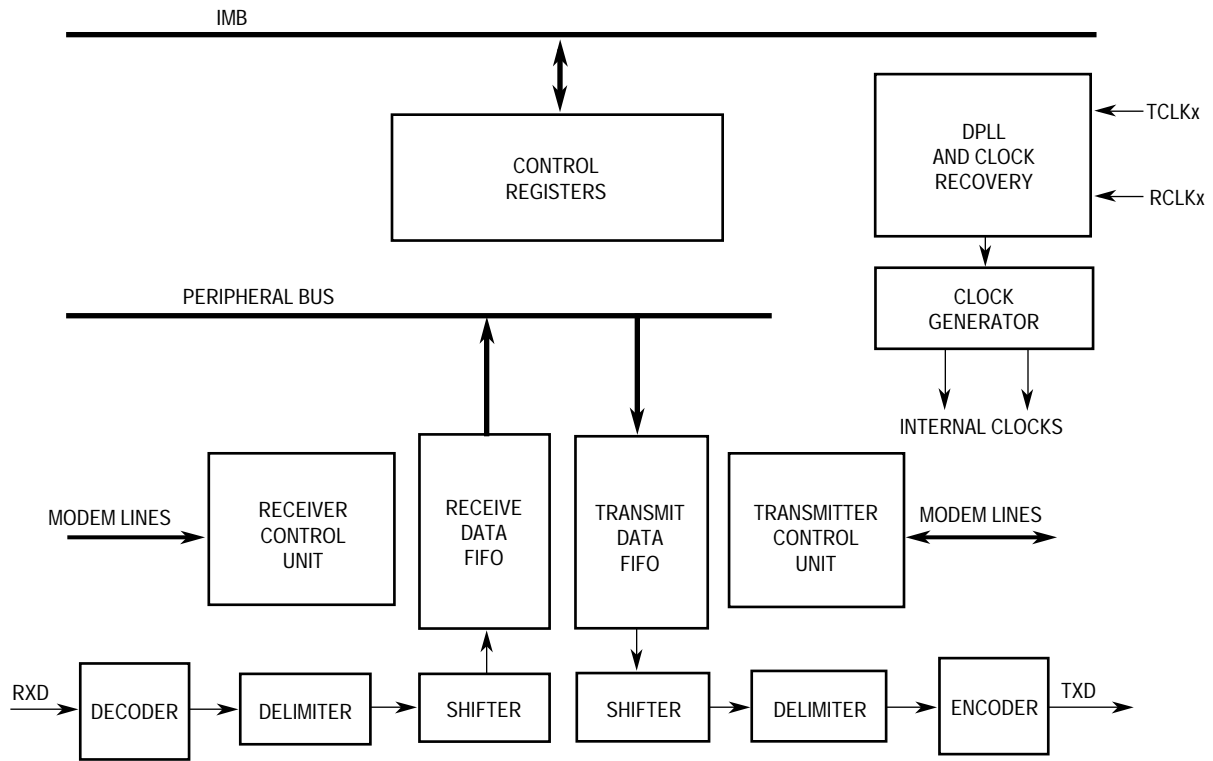 IMB
CONTROL
REGISTERS
DPLL
AND CLOCK
RECOVERY
TCLKx
RCLKx
CLOCK
GENERATOR
INTERNAL CLOCKS
PERIPHERAL BUS
MODEM LINES
RECEIVER
CONTROL
UNIT
RECEIVE
DATA
FIFO
TRANSMIT
DATA
FIFO
TRANSMITTER
CONTROL
UNIT
MODEM LINES
RXD
DECODER
DELIMITER
SHIFTER
SHIFTER
DELIMITER
ENCODER
TXD